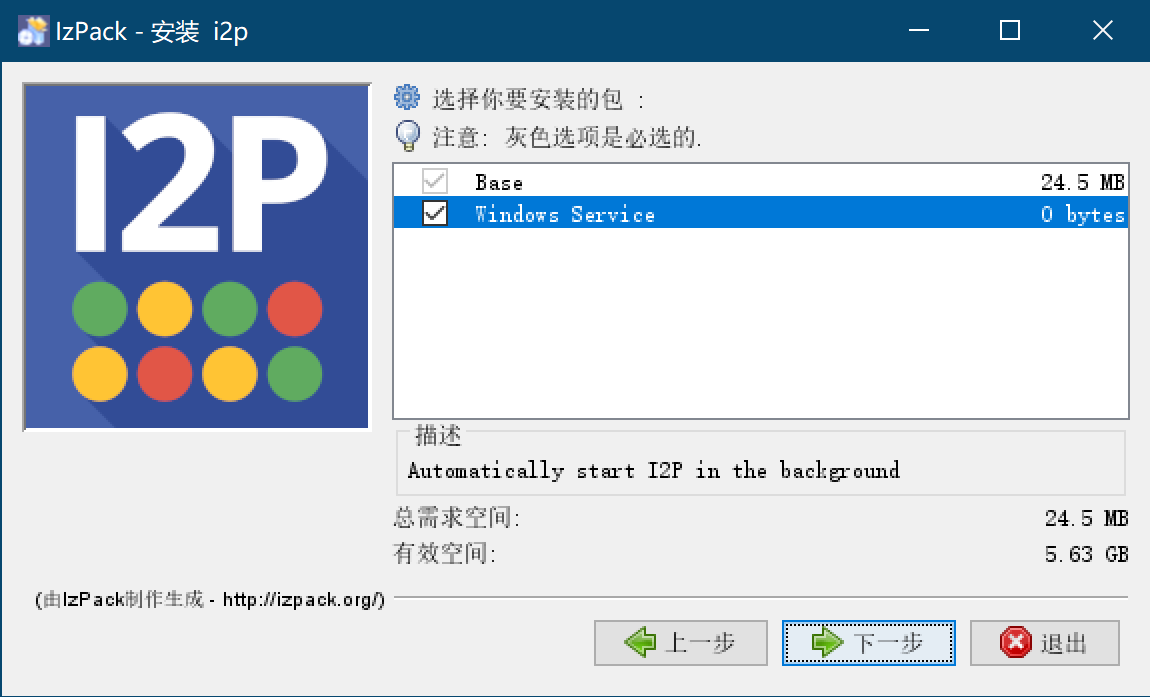 IzPack - 安装 i2p
I2P
选择你要安装的包 :
注意: 灰色选项是必选的.
Base 24.5 MB
Windows Service 0 bytes
描述
Automatically start I2P in the background
总需求空间: 24.5 MB
有效空间: 5.63 GB
(由IzPack制作生成 - http://izpack.org/)
上一步 下一步 退出